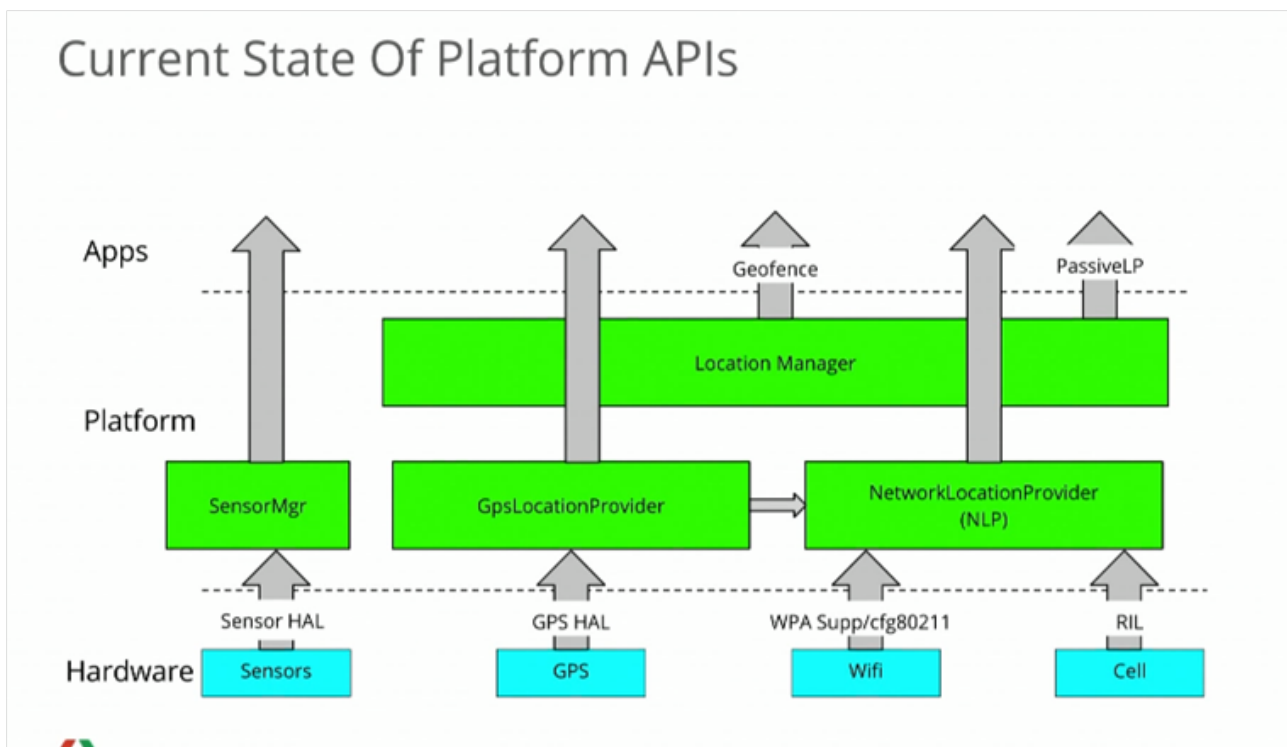 Current State Of Platform APIs
Apps
Geofence
PassiveLP
Location Manager
Platform
SensorMgr
GpsLocationProvider
NetworkLocationProvider
(NLP)
Sensor HAL
GPS HAL
WPA Supp/cfg80211
RIL
Hardware
Sensors
GPS
Wifi
Cell